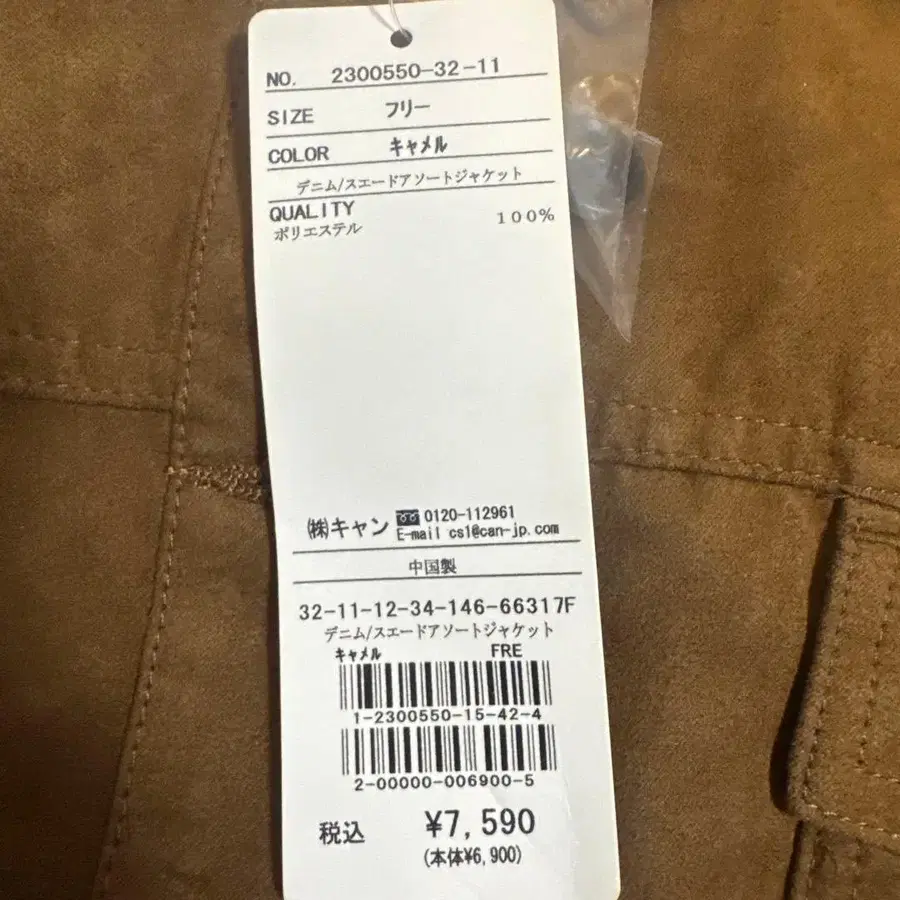 NO. 2300550-32-11
SIZE フリー
COLOR キャメル
デニム/スエードアソートジャケット
QUALITY
ポリエステル 100%
㈱キャン 0120-112961
E-mail cs1@can-jp.com
中国製
32-11-12-34-146-66317F
デニム/スエードアソートジャケット
キャメル FRE
1-2300550-15-42-4
2-00000-006900-5
税込 ¥7,590
(本体¥6,900)